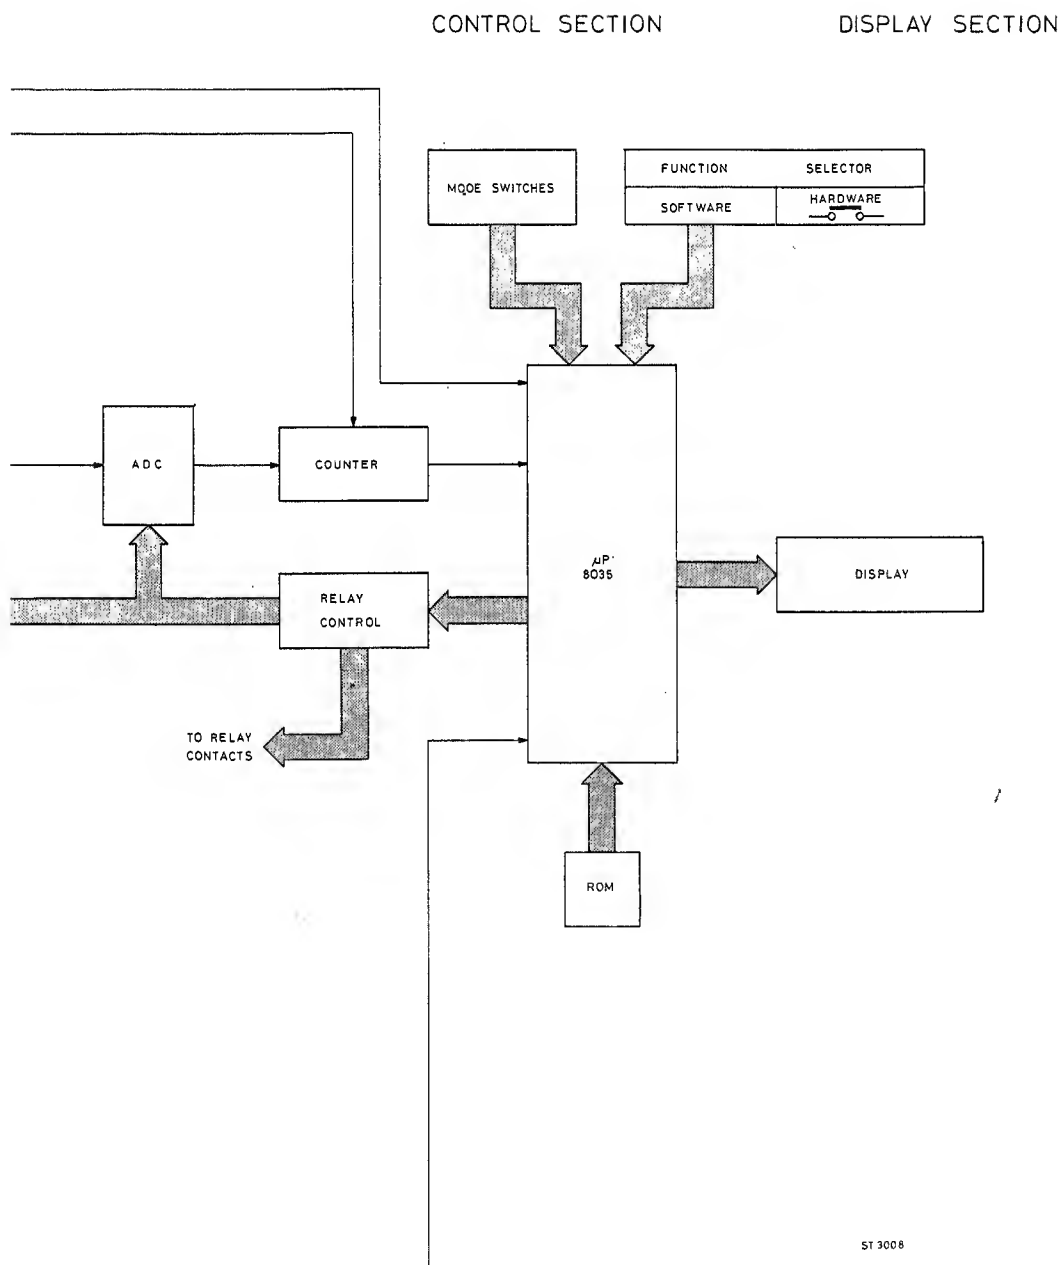 CONTROL SECTION
DISPLAY SECTION
MODE SWITCHES
FUNCTION SELECTOR
SOFTWARE
HARDWARE
ADC
COUNTER
µP
8035
DISPLAY
RELAY
CONTROL
TO RELAY
CONTACTS
ROM
ST 3008